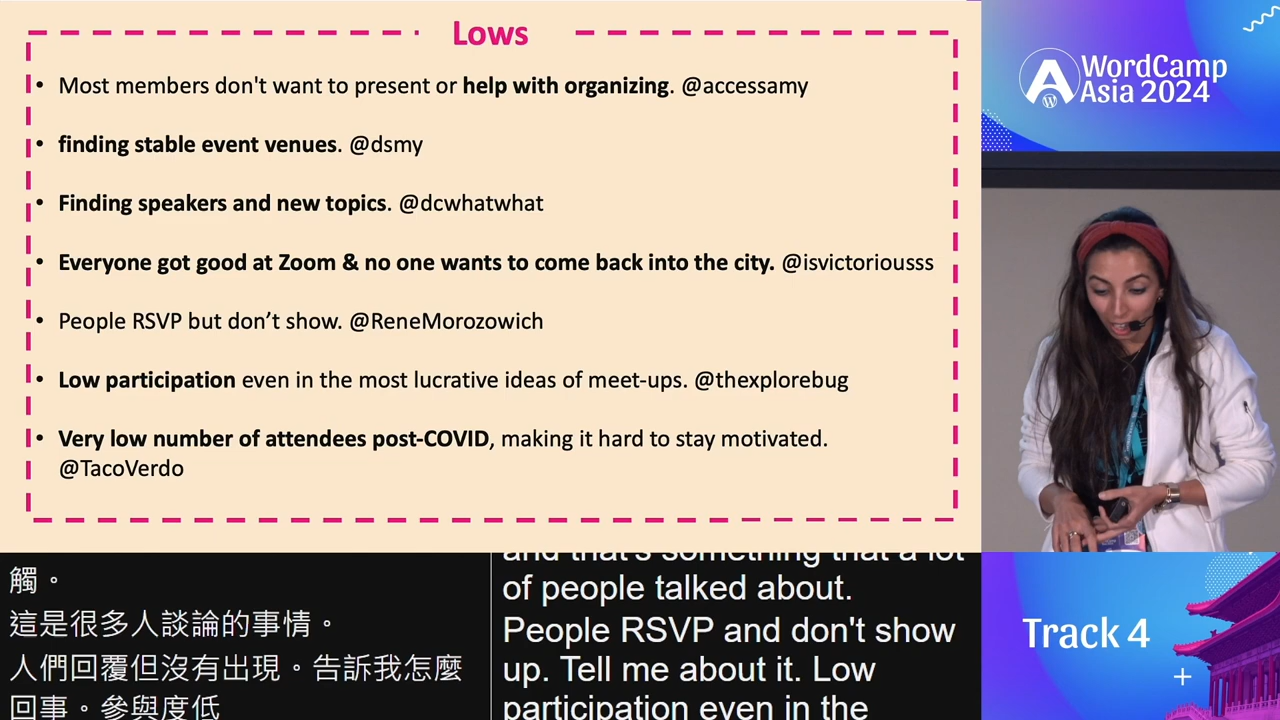 Lows
• Most members don't want to present or help with organizing. @accessamy
• finding stable event venues. @dsmy
• Finding speakers and new topics. @dcwhatwhat
• Everyone got good at Zoom & no one wants to come back into the city. @isvictoriousss
• People RSVP but don’t show. @ReneMorozowich
• Low participation even in the most lucrative ideas of meet-ups. @thexplorebug
• Very low number of attendees post-COVID, making it hard to stay motivated.
@TacoVerdo
WordCamp
Asia 2024
觸。
這是很多人談論的事情。
人們回覆但沒有出現。告訴我怎麼
回事。參與度低
and that's something that a lot
of people talked about.
People RSVP and don't show
up. Tell me about it. Low
participation even in the
Track 4